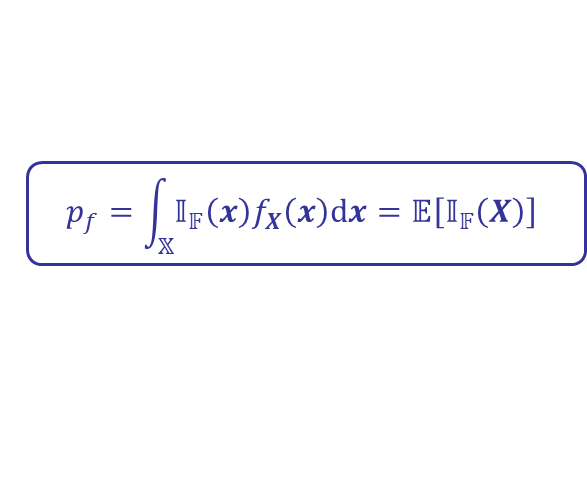 p_f = ∫_𝕏 𝕀_𝔽(𝒙)f_𝑿(𝒙)d𝒙 = 𝔼[𝕀_𝔽(𝑿)]